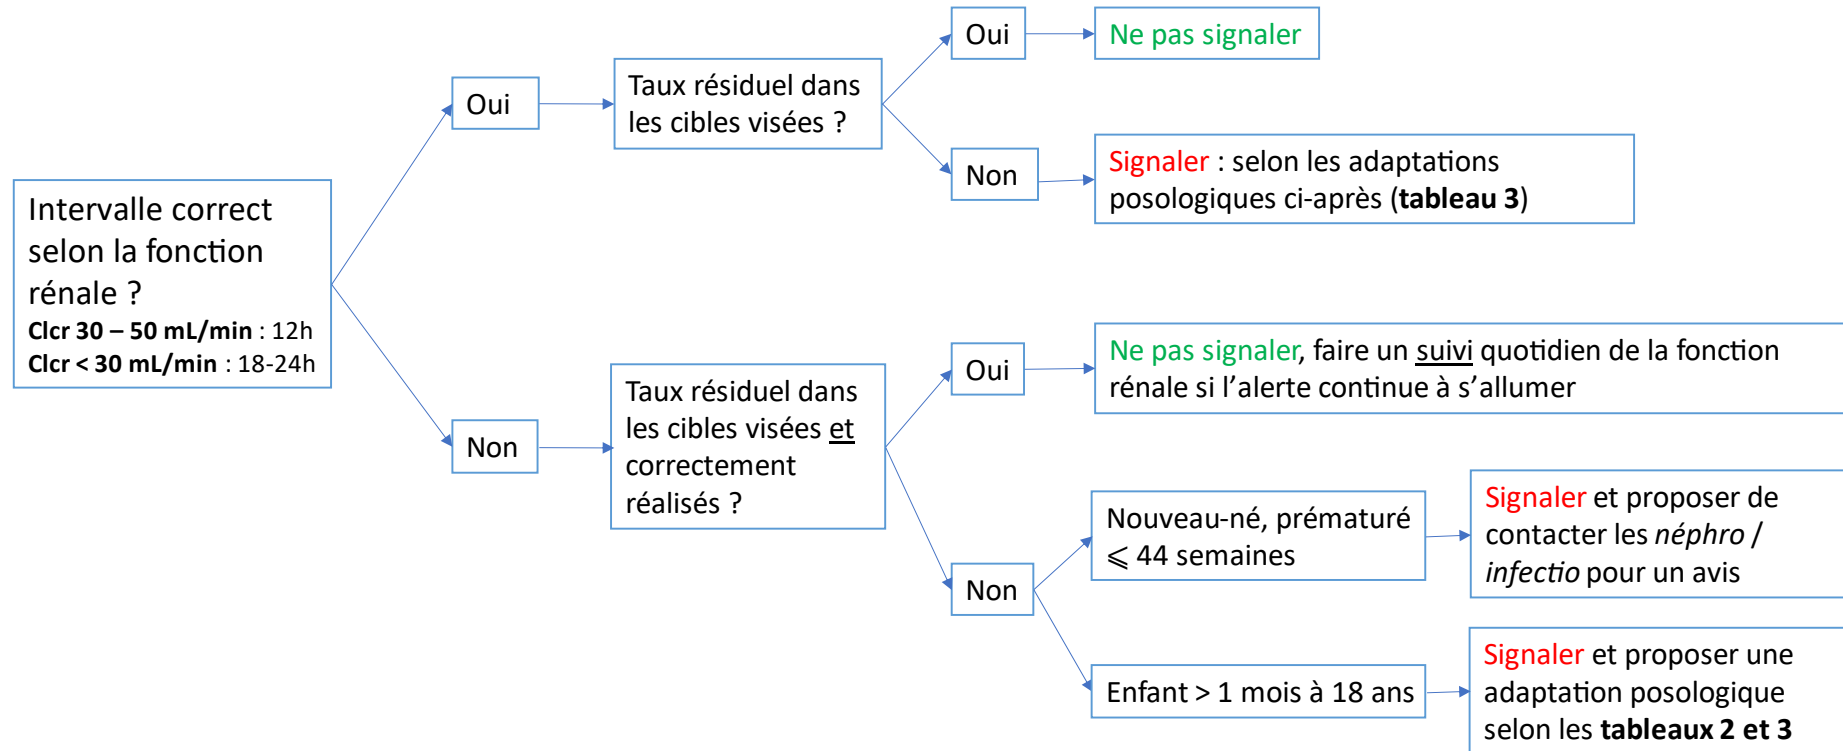 Intervalle correct
selon la fonction
rénale ?
Clcr 30 – 50 mL/min : 12h
Clcr < 30 mL/min : 18-24h
Oui
Taux résiduel dans
les cibles visées ?
Oui
Ne pas signaler
Non
Signaler : selon les adaptations
posologiques ci-après (tableau 3)
Non
Taux résiduel dans
les cibles visées et
correctement
réalisés ?
Oui
Ne pas signaler, faire un suivi quotidien de la fonction
rénale si l’alerte continue à s’allumer
Non
Nouveau-né, prématuré
⩽ 44 semaines
Signaler et proposer de
contacter les néphro /
infectio pour un avis
Enfant > 1 mois à 18 ans
Signaler et proposer une
adaptation posologique
selon les tableaux 2 et 3